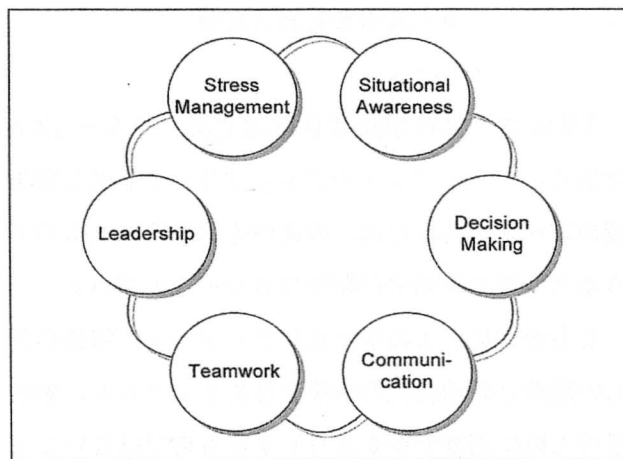 Stress
Management
Situational
Awareness
Leadership
Decision
Making
Teamwork
Communi-
cation